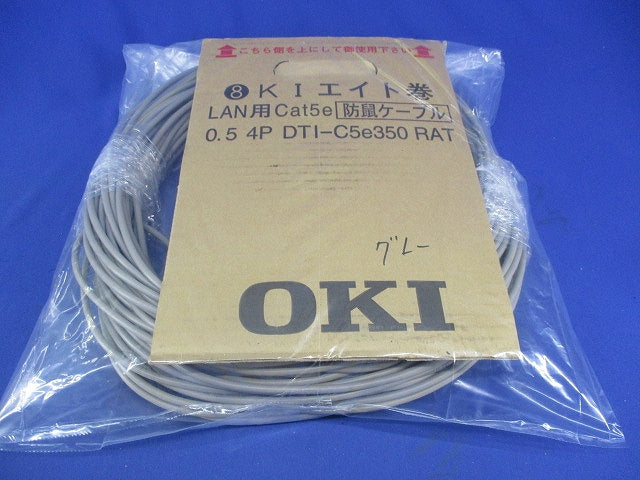 こちら側を上にして御使用下さい
❽KIエイト巻
LAN用Cat5e 防鼠ケーブル
0.5 4P DTI-C5e350 RAT
グレー
OKI